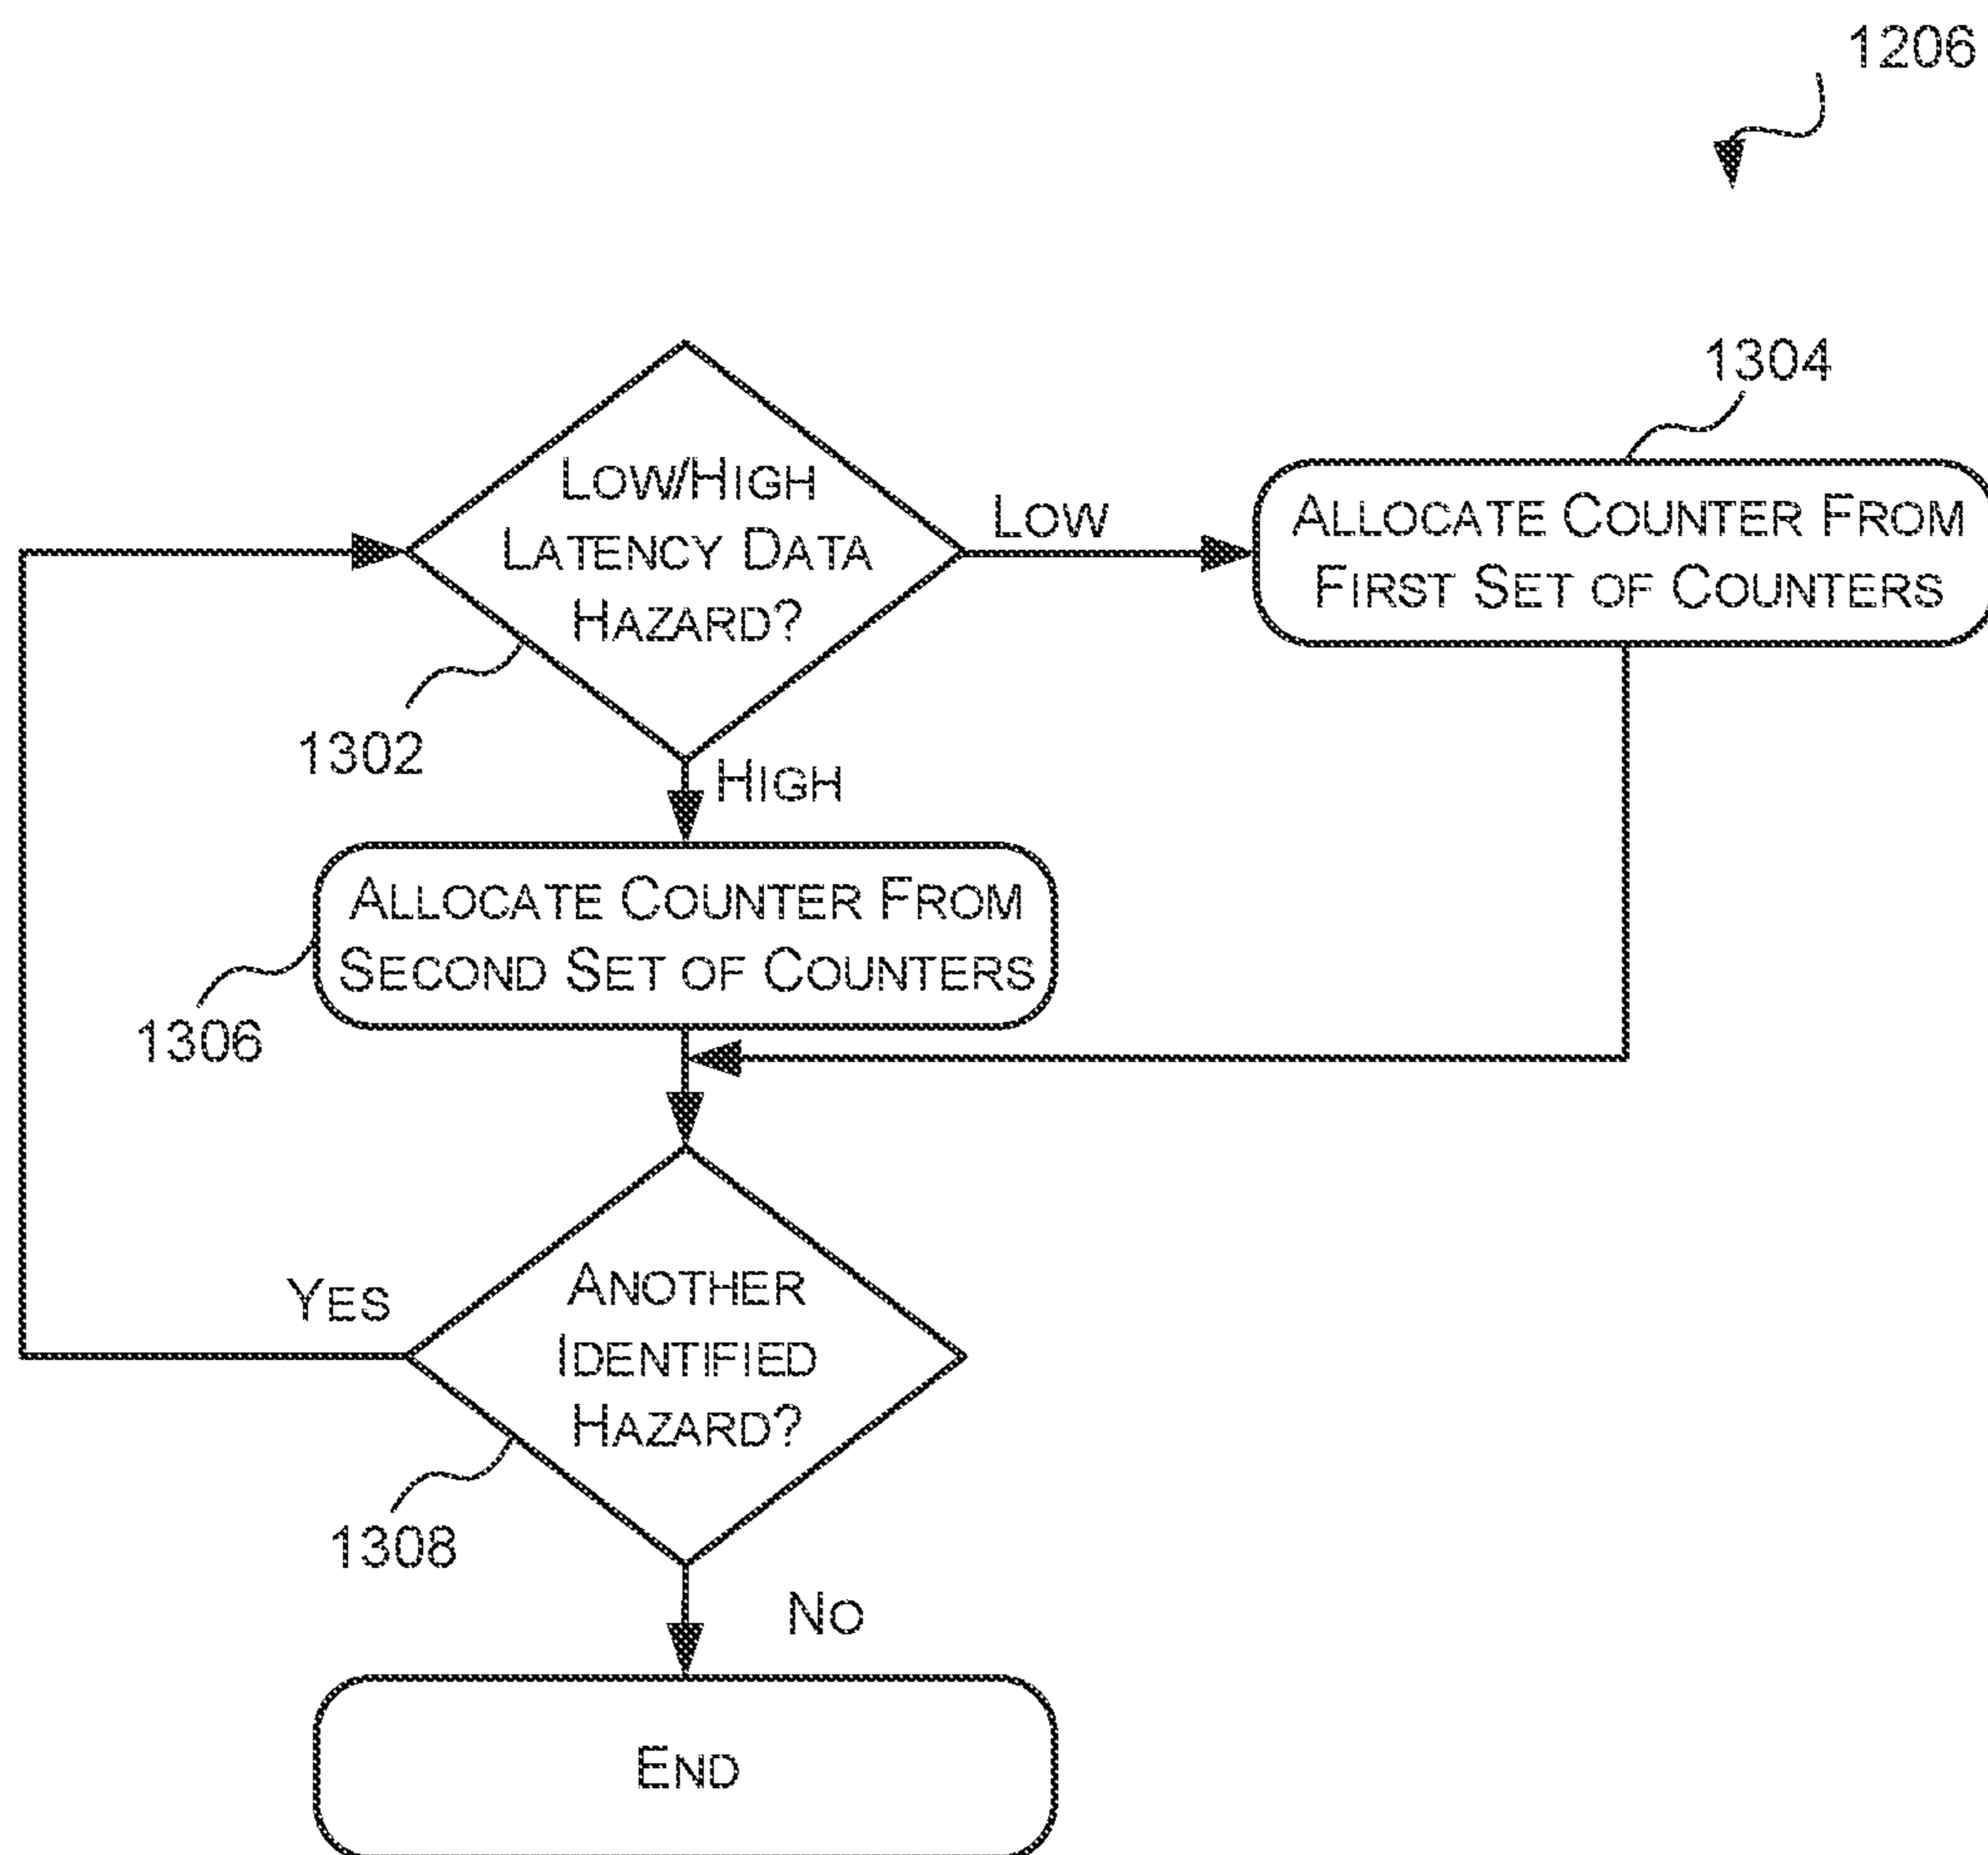 1206
1304
LOW/HIGH
LATENCY DATA
HAZARD?
LOW
ALLOCATE COUNTER FROM
FIRST SET OF COUNTERS
1302
HIGH
ALLOCATE COUNTER FROM
SECOND SET OF COUNTERS
1306
YES
ANOTHER
IDENTIFIED
HAZARD?
1308
NO
END